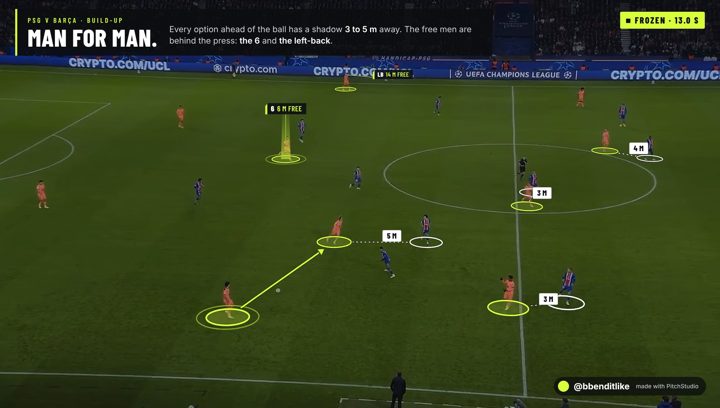 PSG V BARÇA · BUILD-UP
MAN FOR MAN.
Every option ahead of the ball has a shadow 3 to 5 m away. The free men are
behind the press: the 6 and the left-back.
FROZEN · 13.0 S
CRYPTO.COM/UCL
crypto.com
CRYPTO.COM/UC
LB 14 M FREE
UEFA CHAMPIONS LEAGUE
CRYPTO.COM/UC
6 6 M FREE
4 M
3 M
5 M
3 M
@bbenditlike made with PitchStudio